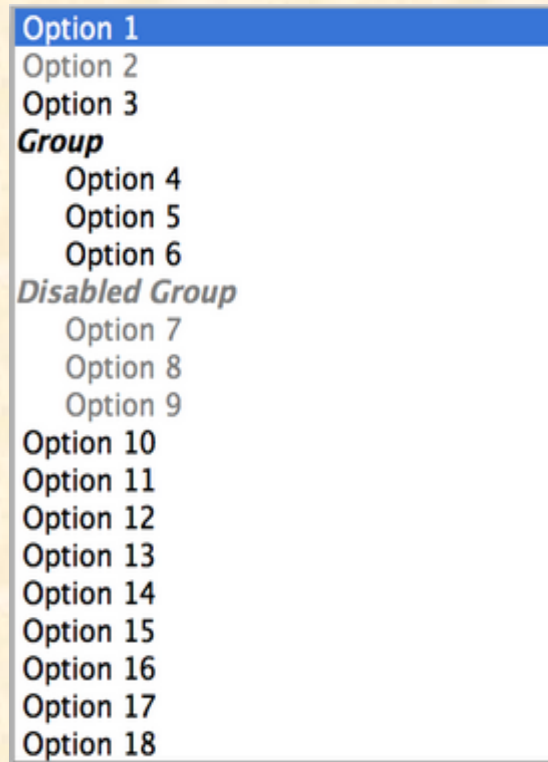 Option 1
Option 2
Option 3
Group
Option 4
Option 5
Option 6
Disabled Group
Option 7
Option 8
Option 9
Option 10
Option 11
Option 12
Option 13
Option 14
Option 15
Option 16
Option 17
Option 18